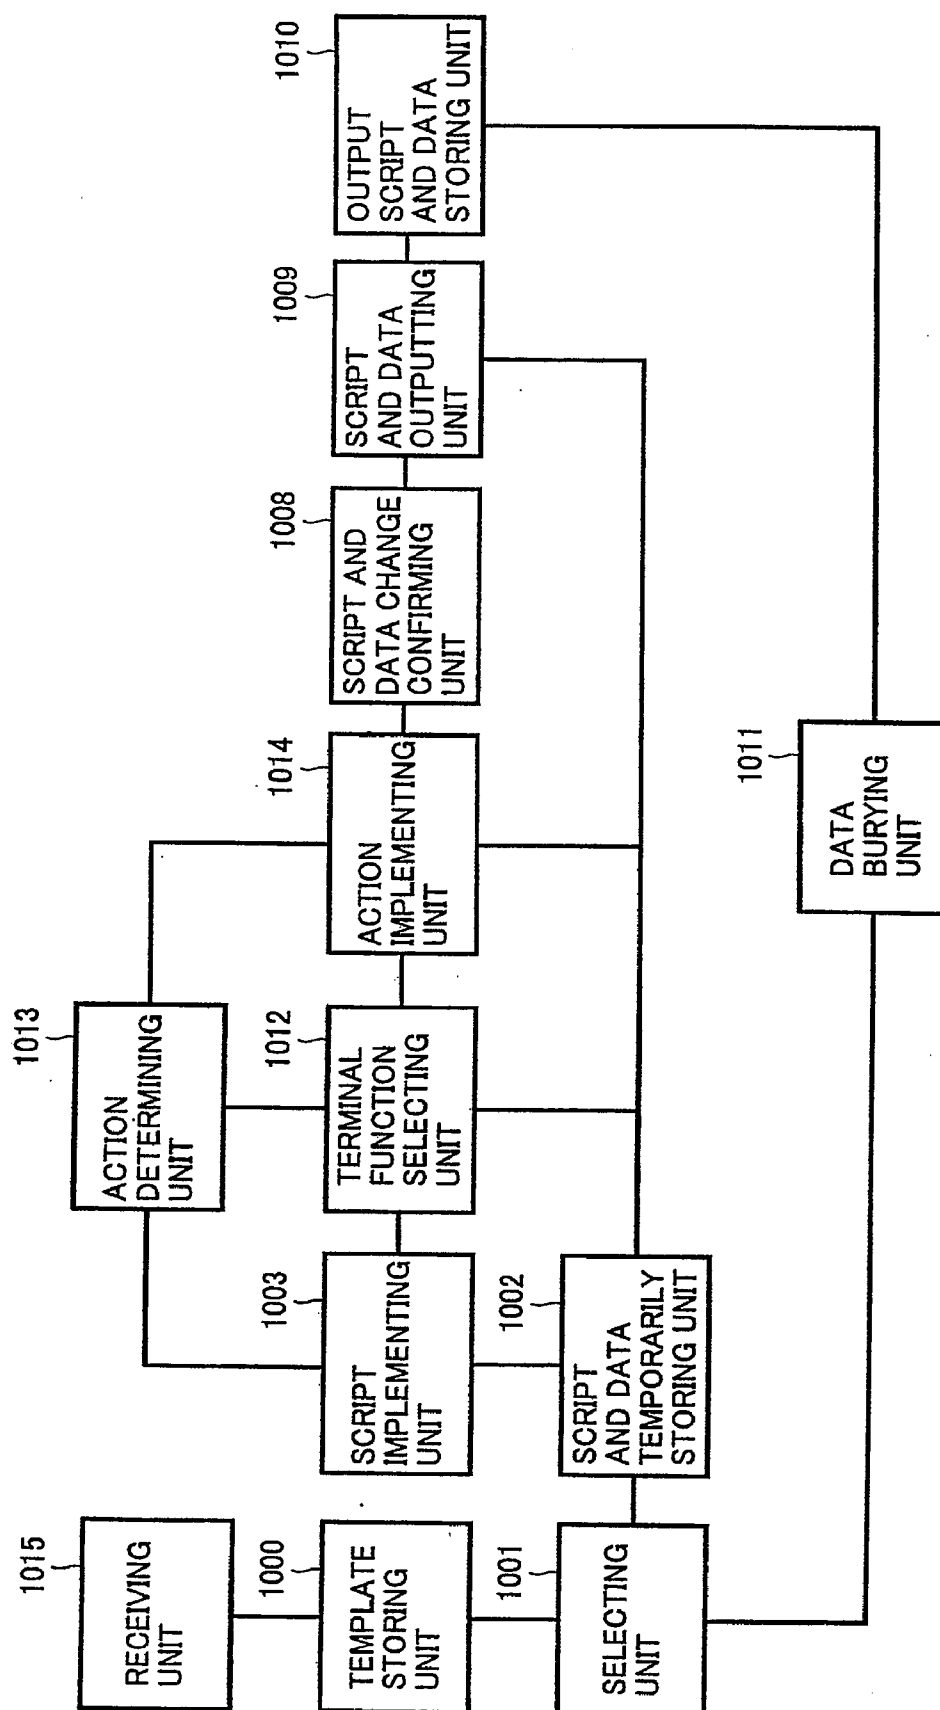 1015
RECEIVING
UNIT
1000
TEMPLATE
STORING
UNIT
1001
SELECTING
UNIT
1013
ACTION
DETERMINING
UNIT
1003
SCRIPT
IMPLEMENTING
UNIT
1012
TERMINAL
FUNCTION
SELECTING
UNIT
1014
ACTION
IMPLEMENTING
UNIT
1008
SCRIPT AND
DATA CHANGE
CONFIRMING
UNIT
1009
SCRIPT
AND DATA
OUTPUTTING
UNIT
1010
OUTPUT
SCRIPT
AND DATA
STORING UNIT
1002
SCRIPT
AND DATA
TEMPORARILY
STORING UNIT
1011
DATA
BURYING
UNIT